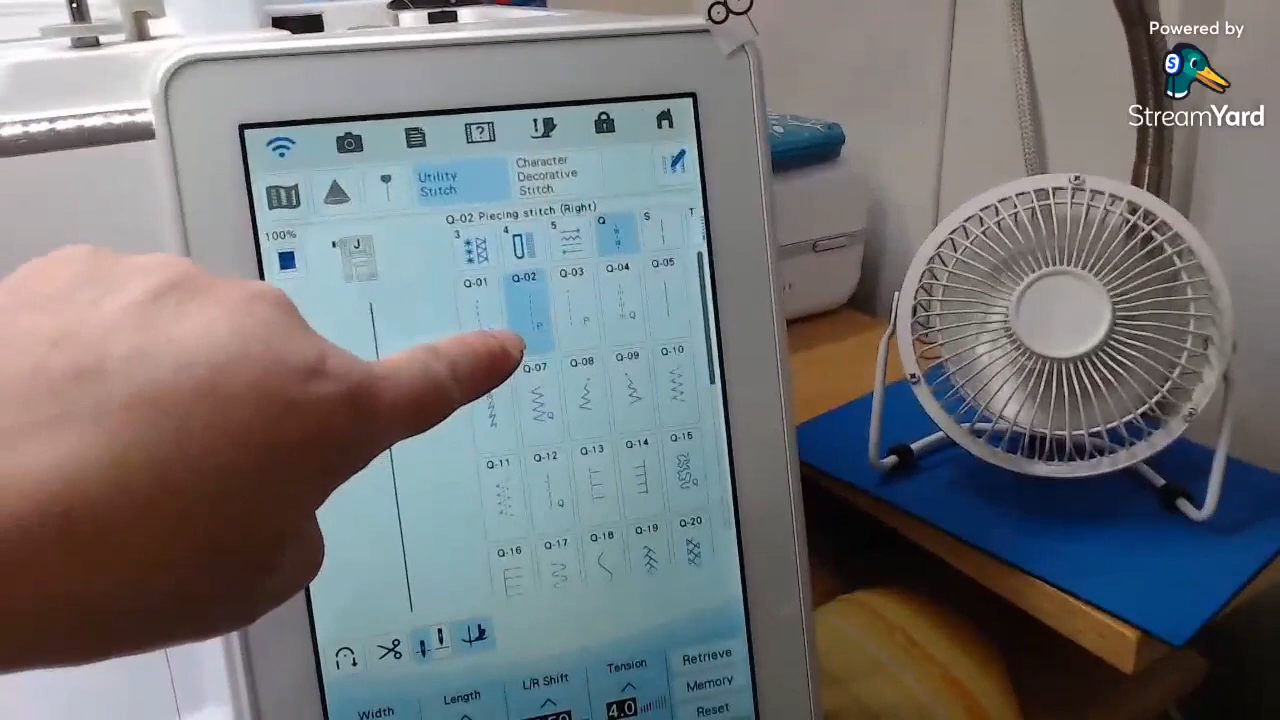 Powered by
StreamYard
Utility
Stitch
Character
Decorative
Stitch
Q-02 Piecing stitch (Right)
100%
J
3
4
5
Q
S
T
Q-01
Q-02
Q-03
Q-04
Q-05
P
P
Q
Q-07
Q-08
Q-09
Q-10
Q
Q-11
Q-12
Q-13
Q-14
Q-15
Q
Q
Q-16
Q-17
Q-18
Q-19
Q-20
Width
Length
L/R Shift
Tension
4.0
Retrieve
Memory
Reset